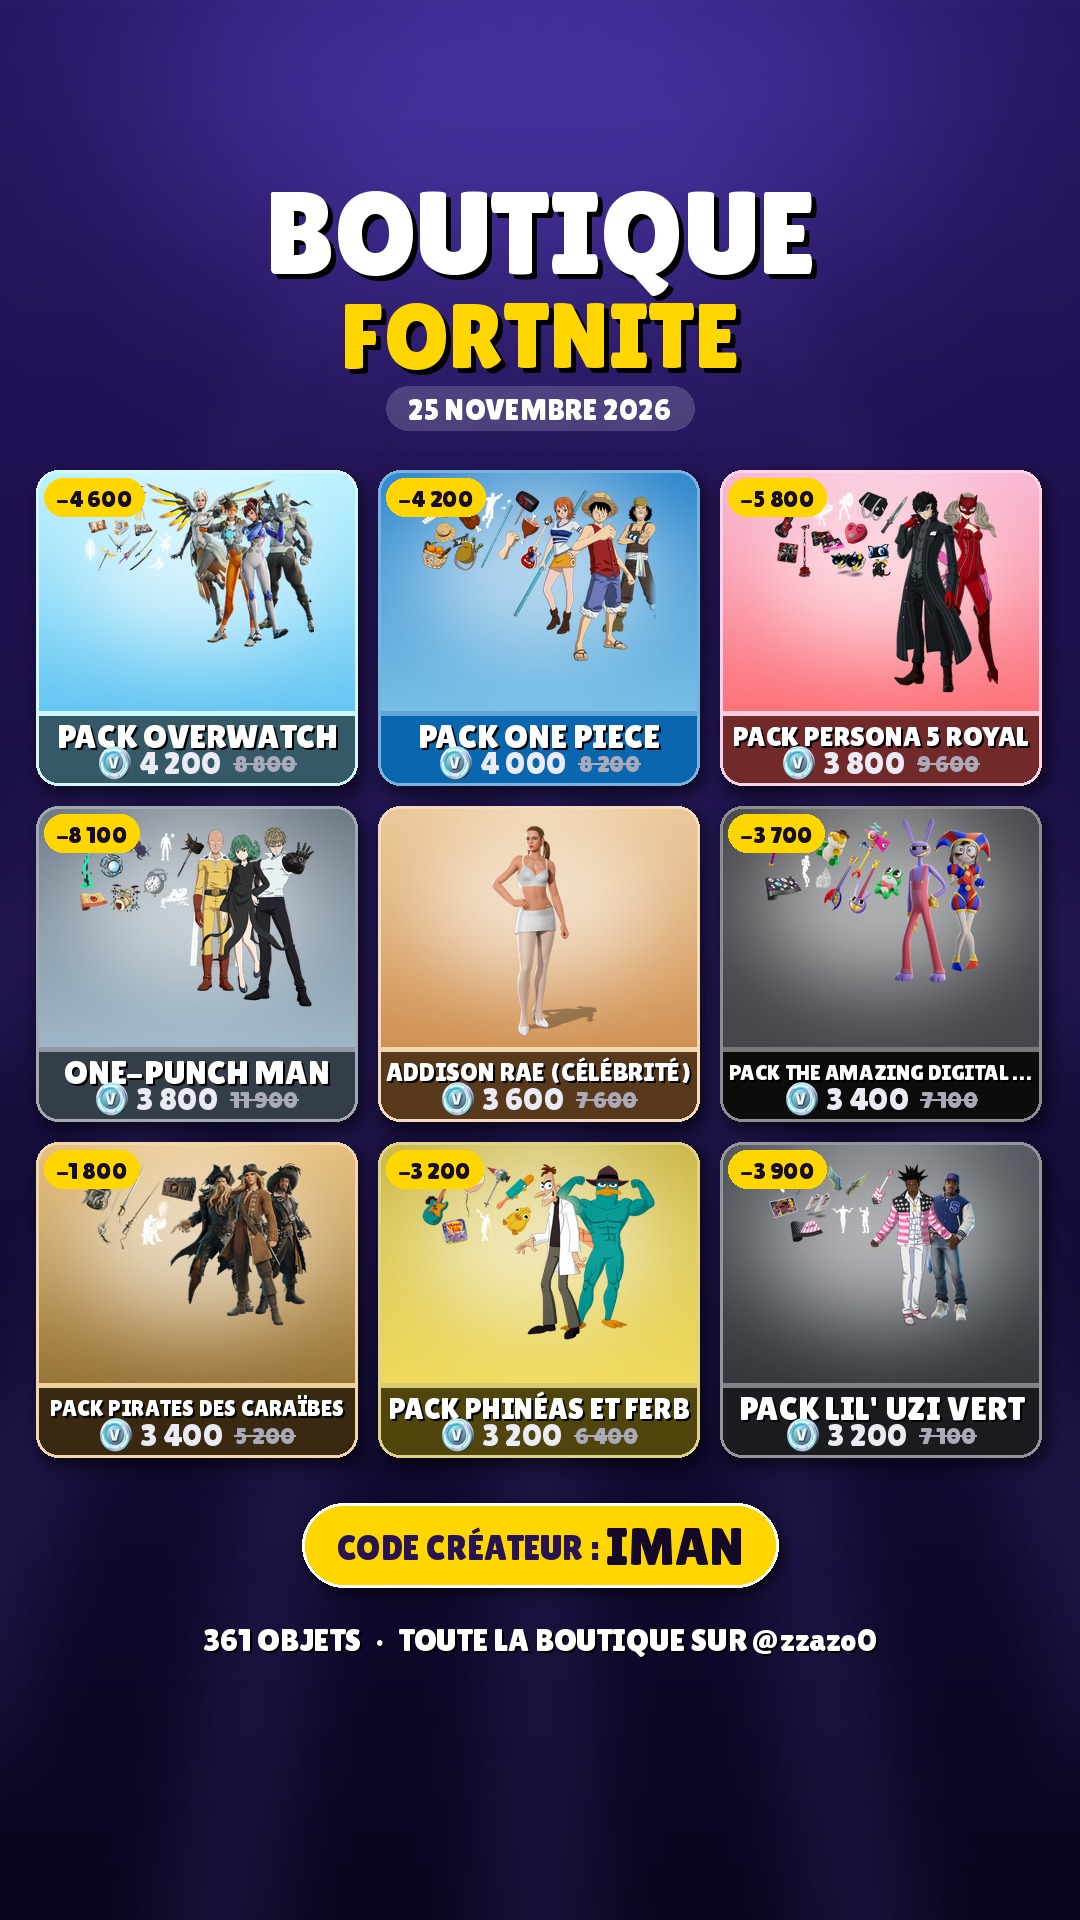 BOUTIQUE
FORTNITE
25 NOVEMBRE 2026
-4 600
PACK OVERWATCH
V 4 200 8 800
-4 200
PACK ONE PIECE
V 4 000 8 200
-5 800
PACK PERSONA 5 ROYAL
V 3 800 9 600
-8 100
ONE-PUNCH MAN
V 3 800 11 900
ADDISON RAE (CÉLÉBRITÉ)
V 3 600 7 600
-3 700
PACK THE AMAZING DIGITAL...
V 3 400 7 100
-1 800
PACK PIRATES DES CARAÏBES
V 3 400 5 200
-3 200
PACK PHINÉAS ET FERB
V 3 200 6 400
-3 900
PACK LIL' UZI VERT
V 3 200 7 100
CODE CRÉATEUR : IMAN
361 OBJETS · TOUTE LA BOUTIQUE SUR @zzazo0